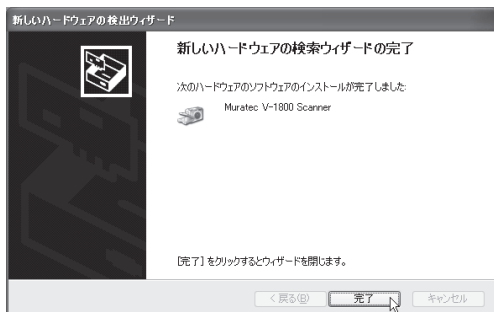 新しいハードウェアの検出ウィザード
新しいハードウェアの検索ウィザードの完了
次のハードウェアのソフトウェアのインストールが完了しました:
Muratec V-1800 Scanner
[完了] をクリックするとウィザードを閉じます。
< 戻る(B) 完了 キャンセル